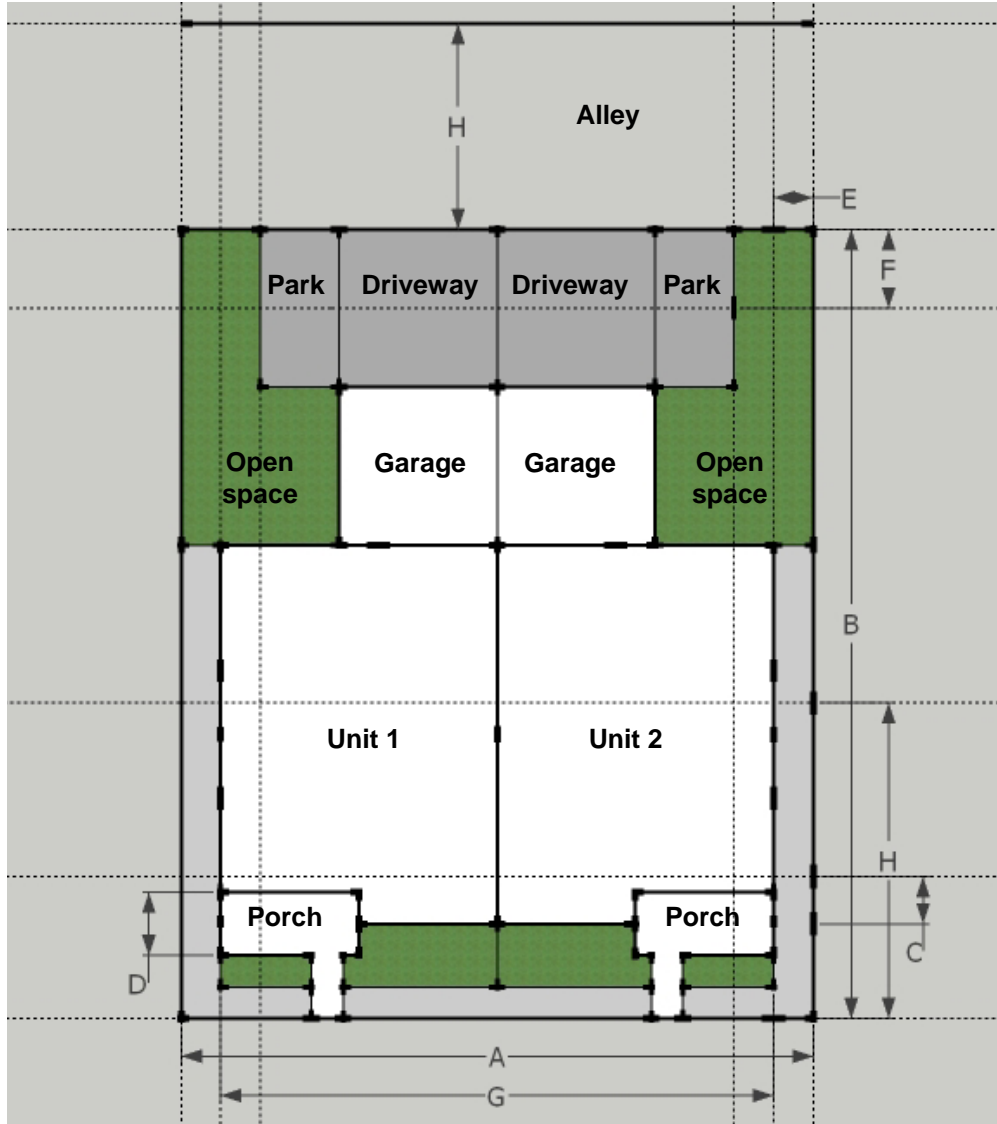 Alley
H
E
F
Park
Driveway
Driveway
Park
Open
space
Garage
Garage
Open
space
B
Unit 1
Unit 2
H
Porch
Porch
C
D
A
G